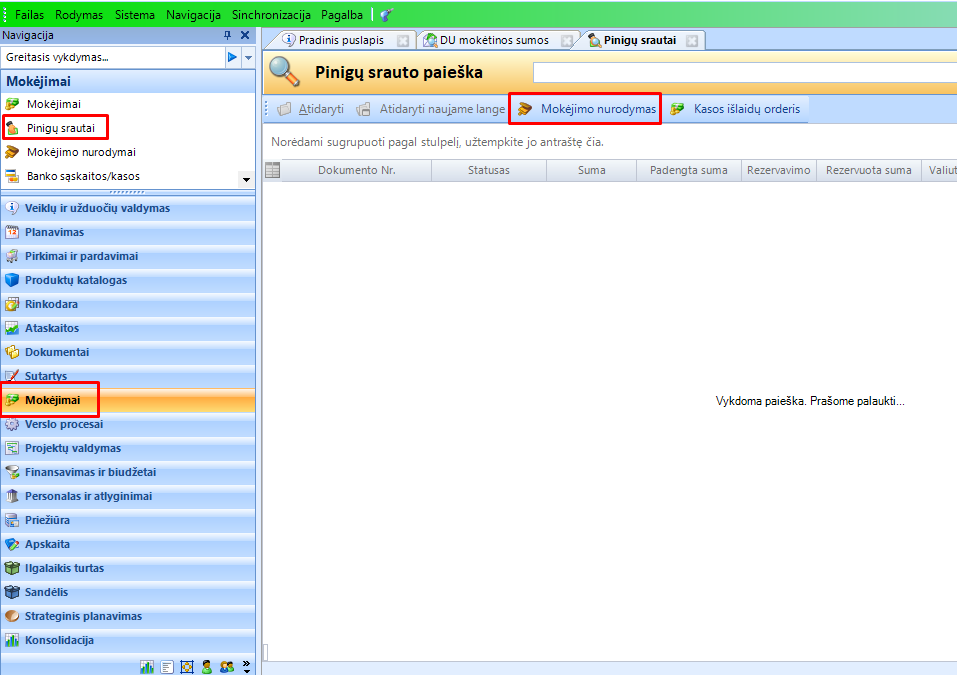 Failas Rodymas Sistema Navigacija Sinchronizacija Pagalba
Navigacija
Greitasis vykdymas...
Mokėjimai
Mokėjimai
Pinigų srautai
Mokėjimo nurodymai
Banko sąskaitos/kasos
Veiklų ir užduočių valdymas
Planavimas
Pirkimai ir pardavimai
Produktų katalogas
Rinkodara
Ataskaitos
Dokumentai
Sutartys
Mokėjimai
Verslo procesai
Projektų valdymas
Finansavimas ir biudžetai
Personalas ir atlyginimai
Priežiūra
Apskaita
Ilgalaikis turtas
Sandėlis
Strateginis planavimas
Konsolidacija
Pradinis puslapis DU mokėtinos sumos Pinigų srautai
Pinigų srauto paieška
Atidaryti Atidaryti naujame lange Mokėjimo nurodymas Kasos išlaidų orderis
Norėdami sugrupuoti pagal stulpelį, užtempkite jo antraštę čia.
Dokumento Nr. Statusas Suma Padengta suma Rezervavimo Rezervuota suma Valiut
Vykdoma paieška. Prašome palaukti...